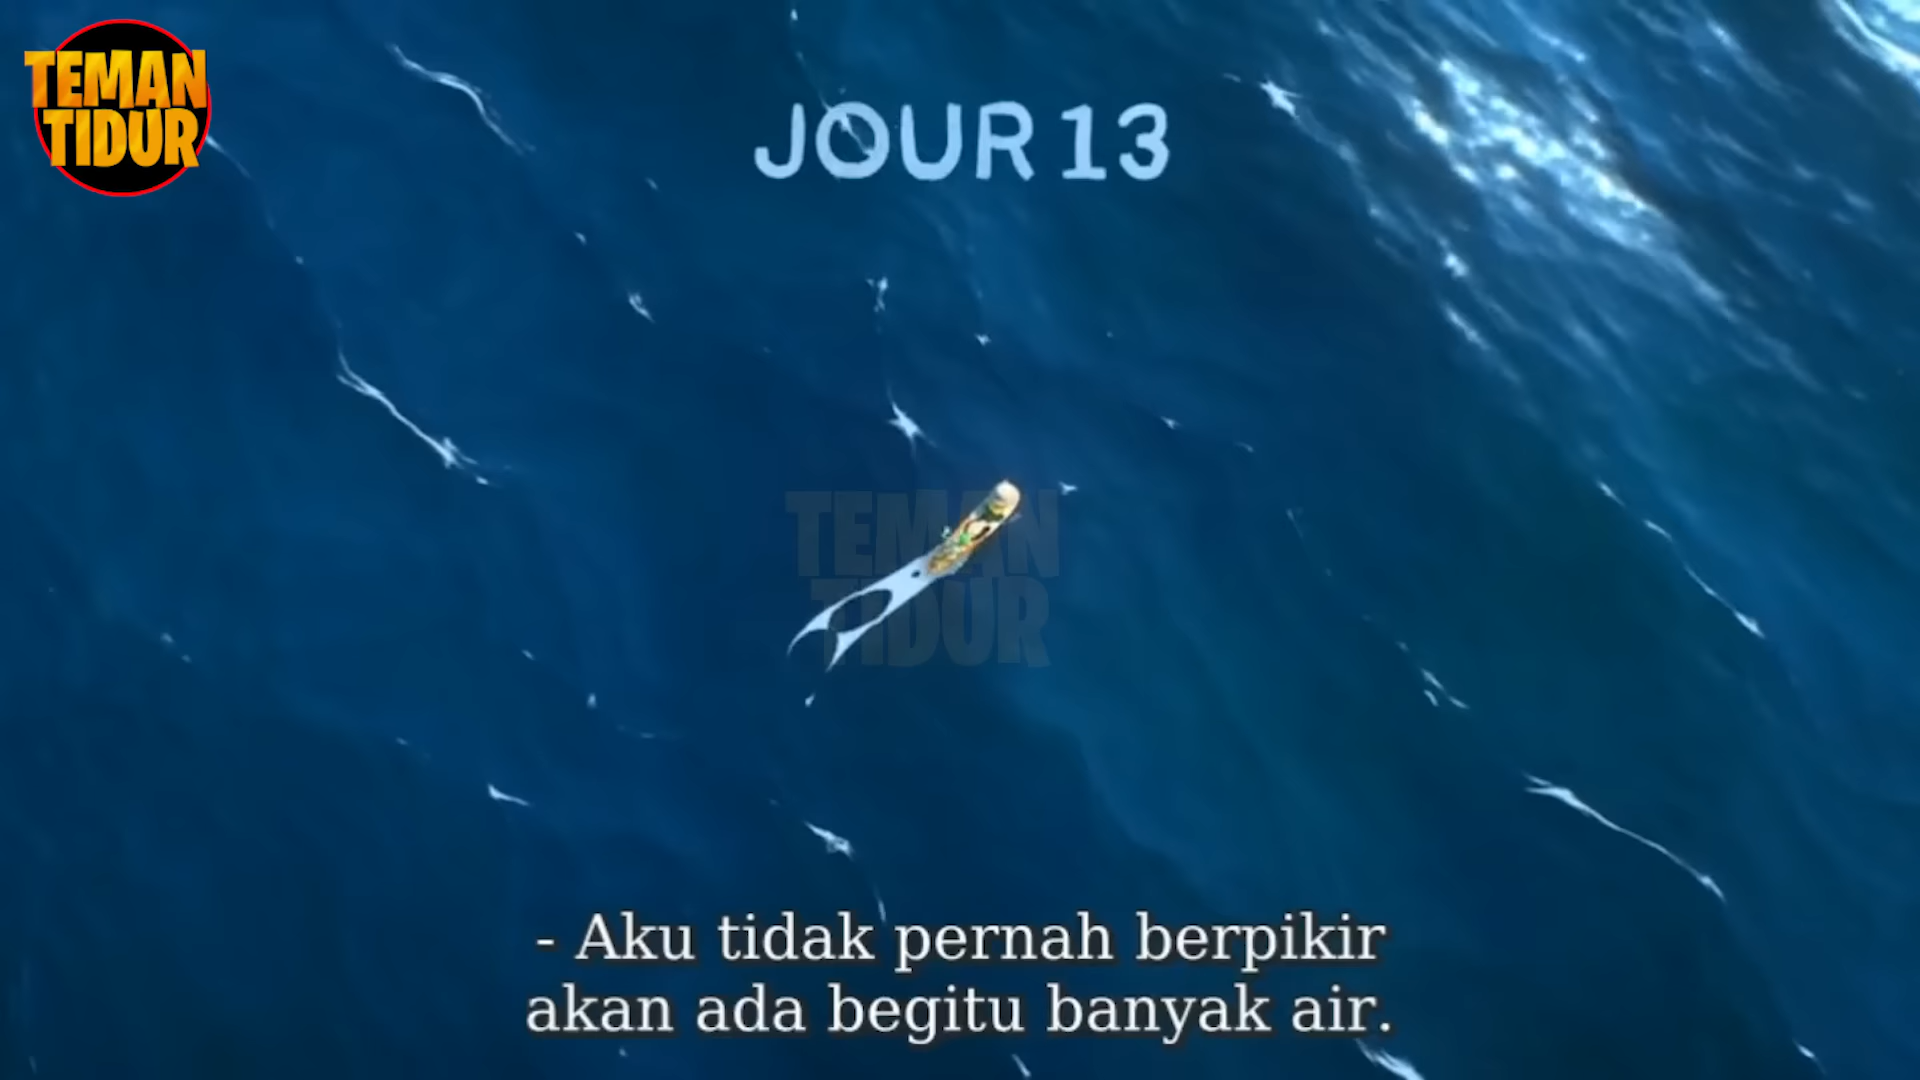 TEMAN
TIDUR
JOUR 13
TEMAN
TIDUR
- Aku tidak pernah berpikir
akan ada begitu banyak air.